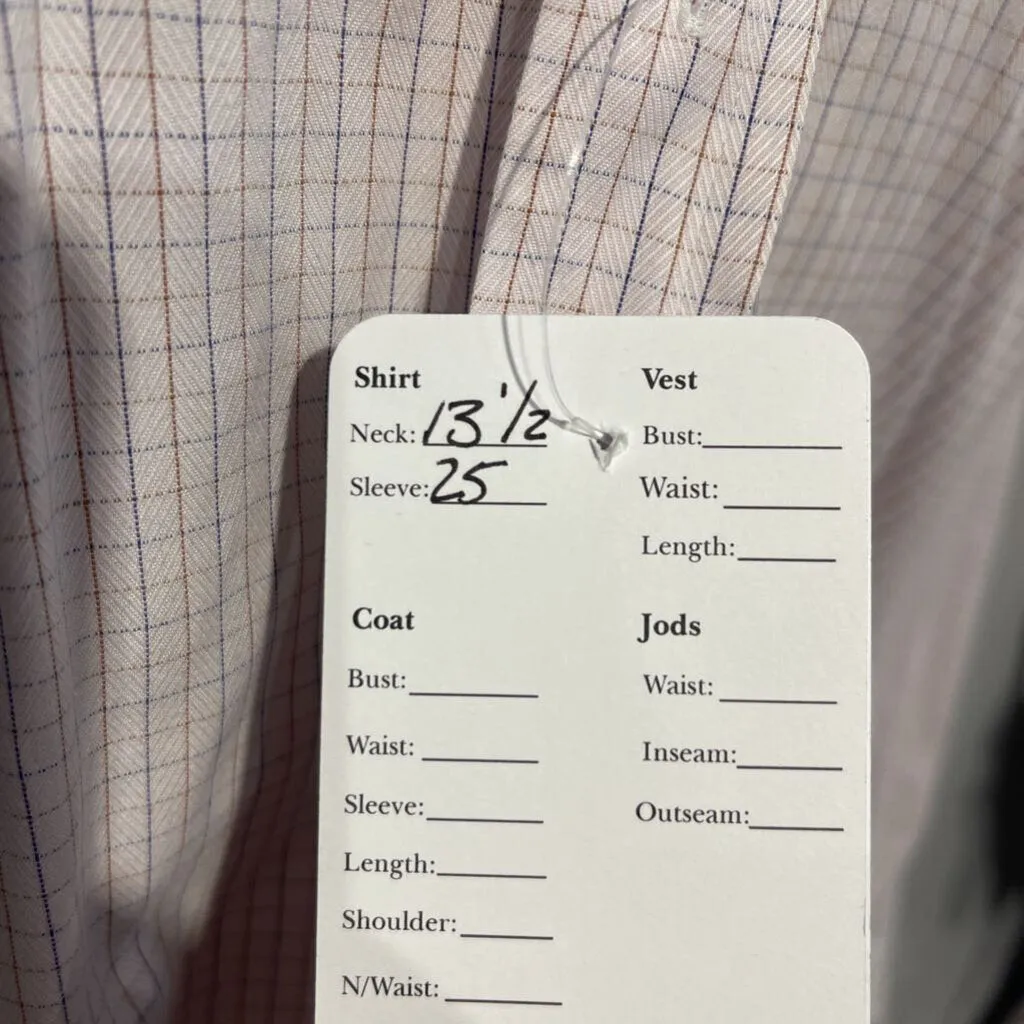 Shirt
Neck: 13 1/2
Sleeve: 25
Vest
Bust:
Waist:
Length:
Coat
Bust:
Waist:
Sleeve:
Length:
Shoulder:
N/Waist:
Jods
Waist:
Inseam:
Outseam: